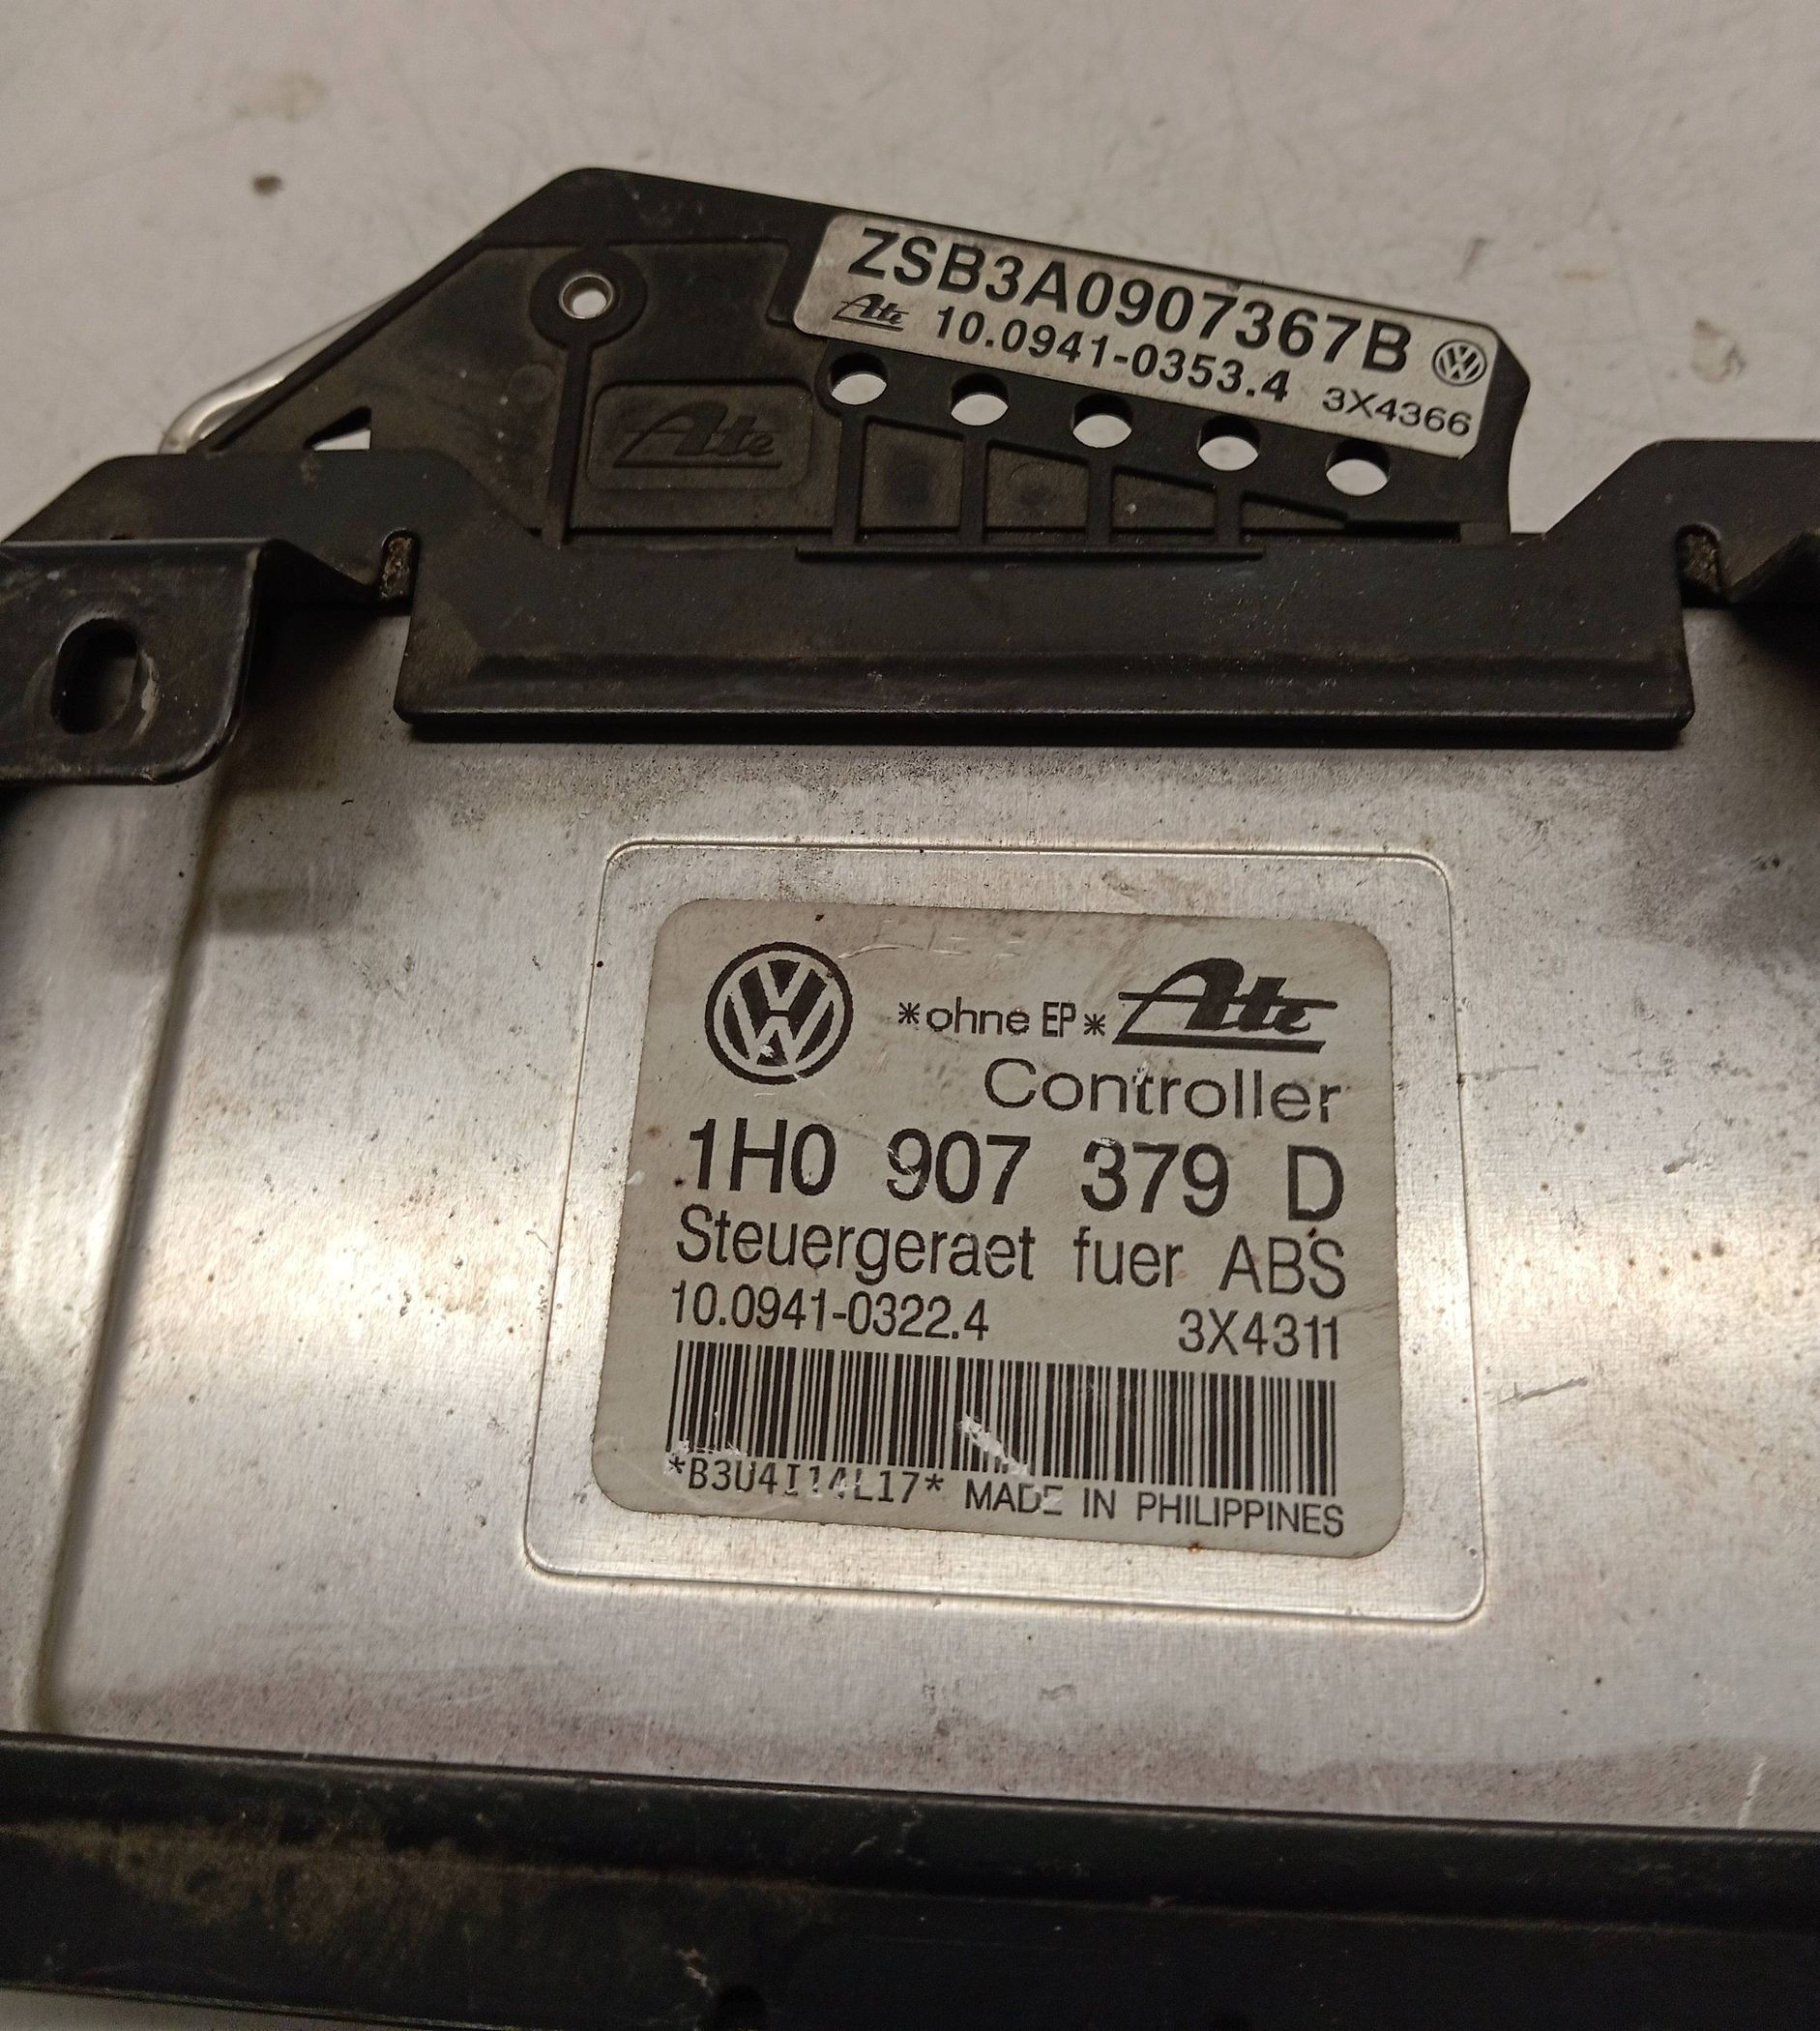 ZSB3A0907367B
Ate 10.0941-0353.4 3X4366
Ate
*ohne EP* Ate
Controller
1H0 907 379 D
Steuergeraet fuer ABS
10.0941-0322.4 3X4311
*B3U4I14L17* MADE IN PHILIPPINES